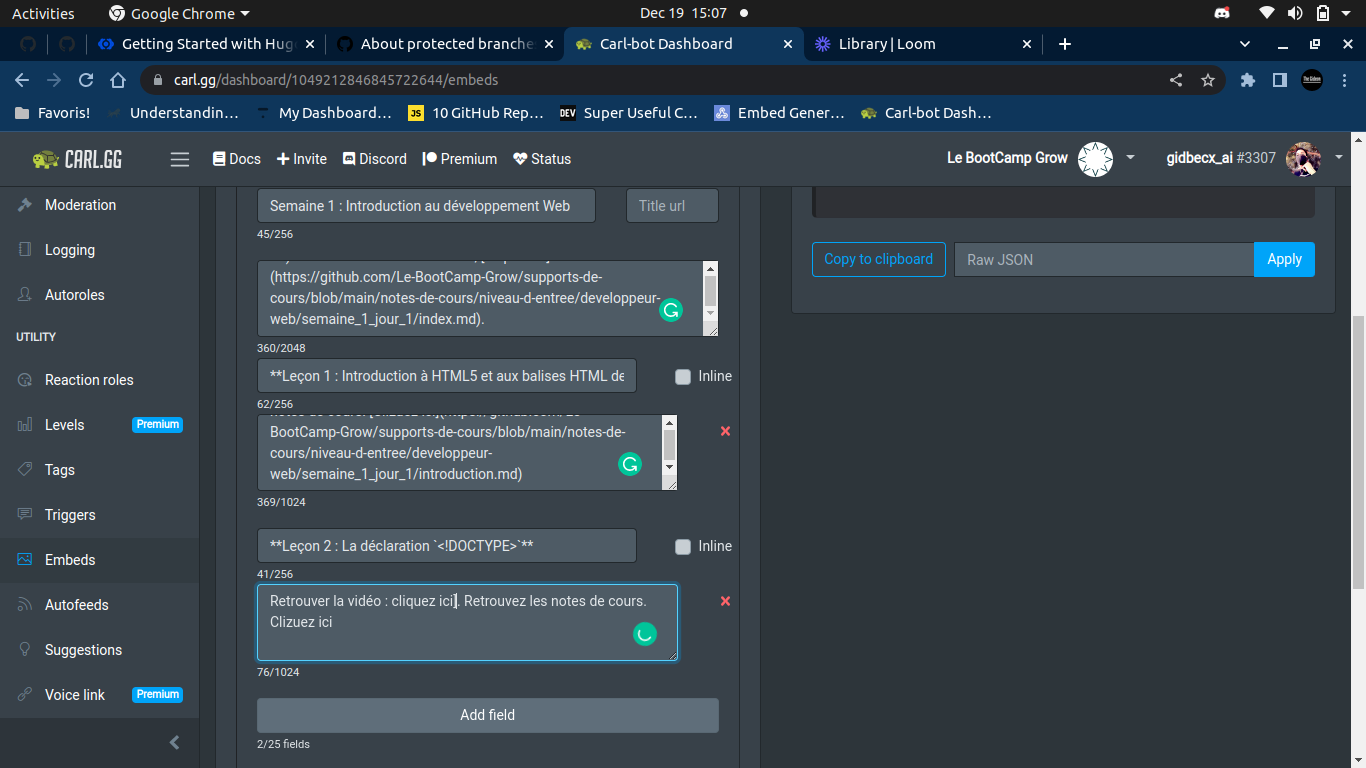 Activities
Google Chrome
Dec 19 15:07
Getting Started with Hug
About protected branche
Carl-bot Dashboard
Library | Loom
carl.gg/dashboard/1049212846845722644/embeds
Favoris!
Understandin...
My Dashboard...
JS 10 GitHub Rep...
DEV Super Useful C...
Embed Gener...
Carl-bot Dash...
CARL.GG
Docs
Invite
Discord
Premium
Status
Le BootCamp Grow
gidbecx_ai #3307
Moderation
Logging
Autoroles
UTILITY
Reaction roles
Levels Premium
Tags
Triggers
Embeds
Autofeeds
Suggestions
Voice link Premium
Semaine 1 : Introduction au développement Web
Title url
45/256
(https://github.com/Le-BootCamp-Grow/supports-de-
cours/blob/main/notes-de-cours/niveau-d-entree/developpeur-
web/semaine_1_jour_1/index.md).
360/2048
**Leçon 1 : Introduction à HTML5 et aux balises HTML de
Inline
62/256
BootCamp-Grow/supports-de-cours/blob/main/notes-de-
cours/niveau-d-entree/developpeur-
web/semaine_1_jour_1/introduction.md)
369/1024
**Leçon 2 : La déclaration `<!DOCTYPE>`**
Inline
41/256
Retrouver la vidéo : cliquez ici]. Retrouvez les notes de cours.
Clizuez ici
76/1024
Add field
2/25 fields
Copy to clipboard
Raw JSON
Apply